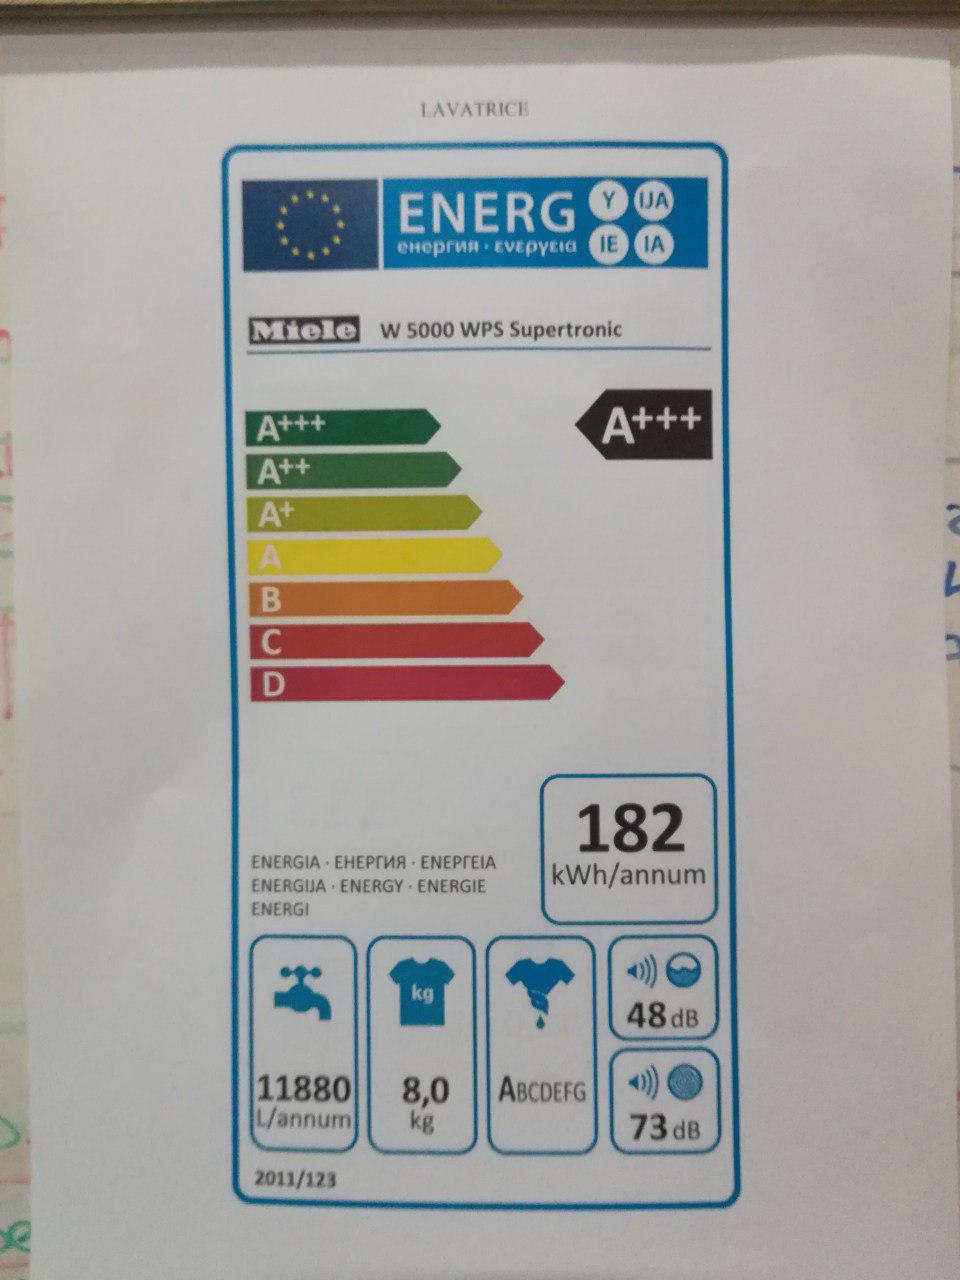 LAVATRICE
ENERG Y IJA
енергия · ενεργεια IE IA
Miele W 5000 WPS Supertronic
A+++ A+++
A++
A+
A
B
C
D
182
kWh/annum
ENERGIA · ЕНЕРГИЯ · ΕΝΕΡΓΕΙΑ
ENERGIJA · ENERGY · ENERGIE
ENERGI
kg
48 dB
11880
L/annum
8,0
kg
ABCDEFG
73 dB
2011/123